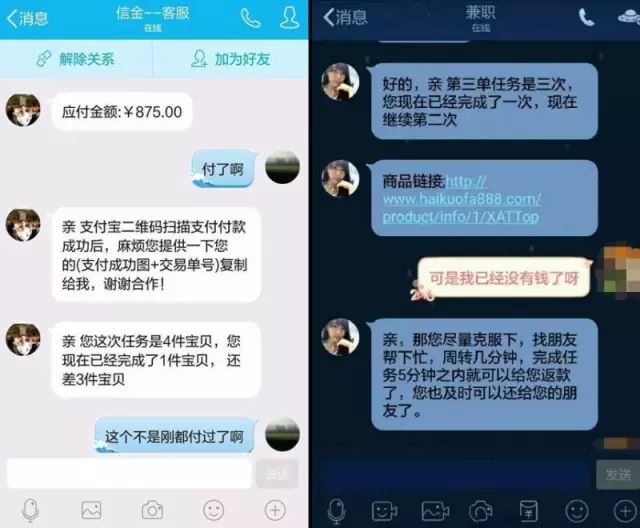 消息
信金——客服
在线
解除关系
加为好友
应付金额:￥875.00
付了啊
亲 支付宝二维码扫描支付付款
成功后，麻烦您提供一下您
的(支付成功图+交易单号)复制
给我，谢谢合作！
亲 您这次任务是4件宝贝，您
现在已经完成了1件宝贝， 还
差3件宝贝
这个不是刚都付过了啊
发送
消息
兼职
在线
好的，亲 第三单任务是三次，
您现在已经完成了一次，现在
继续第二次
商品链接;http://
www.haikuofa888.com/
product/info/1/XATTop
可是我已经没有钱了呀
亲，那您尽量克服下，找朋友
帮下忙，周转几分钟，完成任
务5分钟之内就可以给您返款
了，您也及时可以还给您的朋
友了。
发送